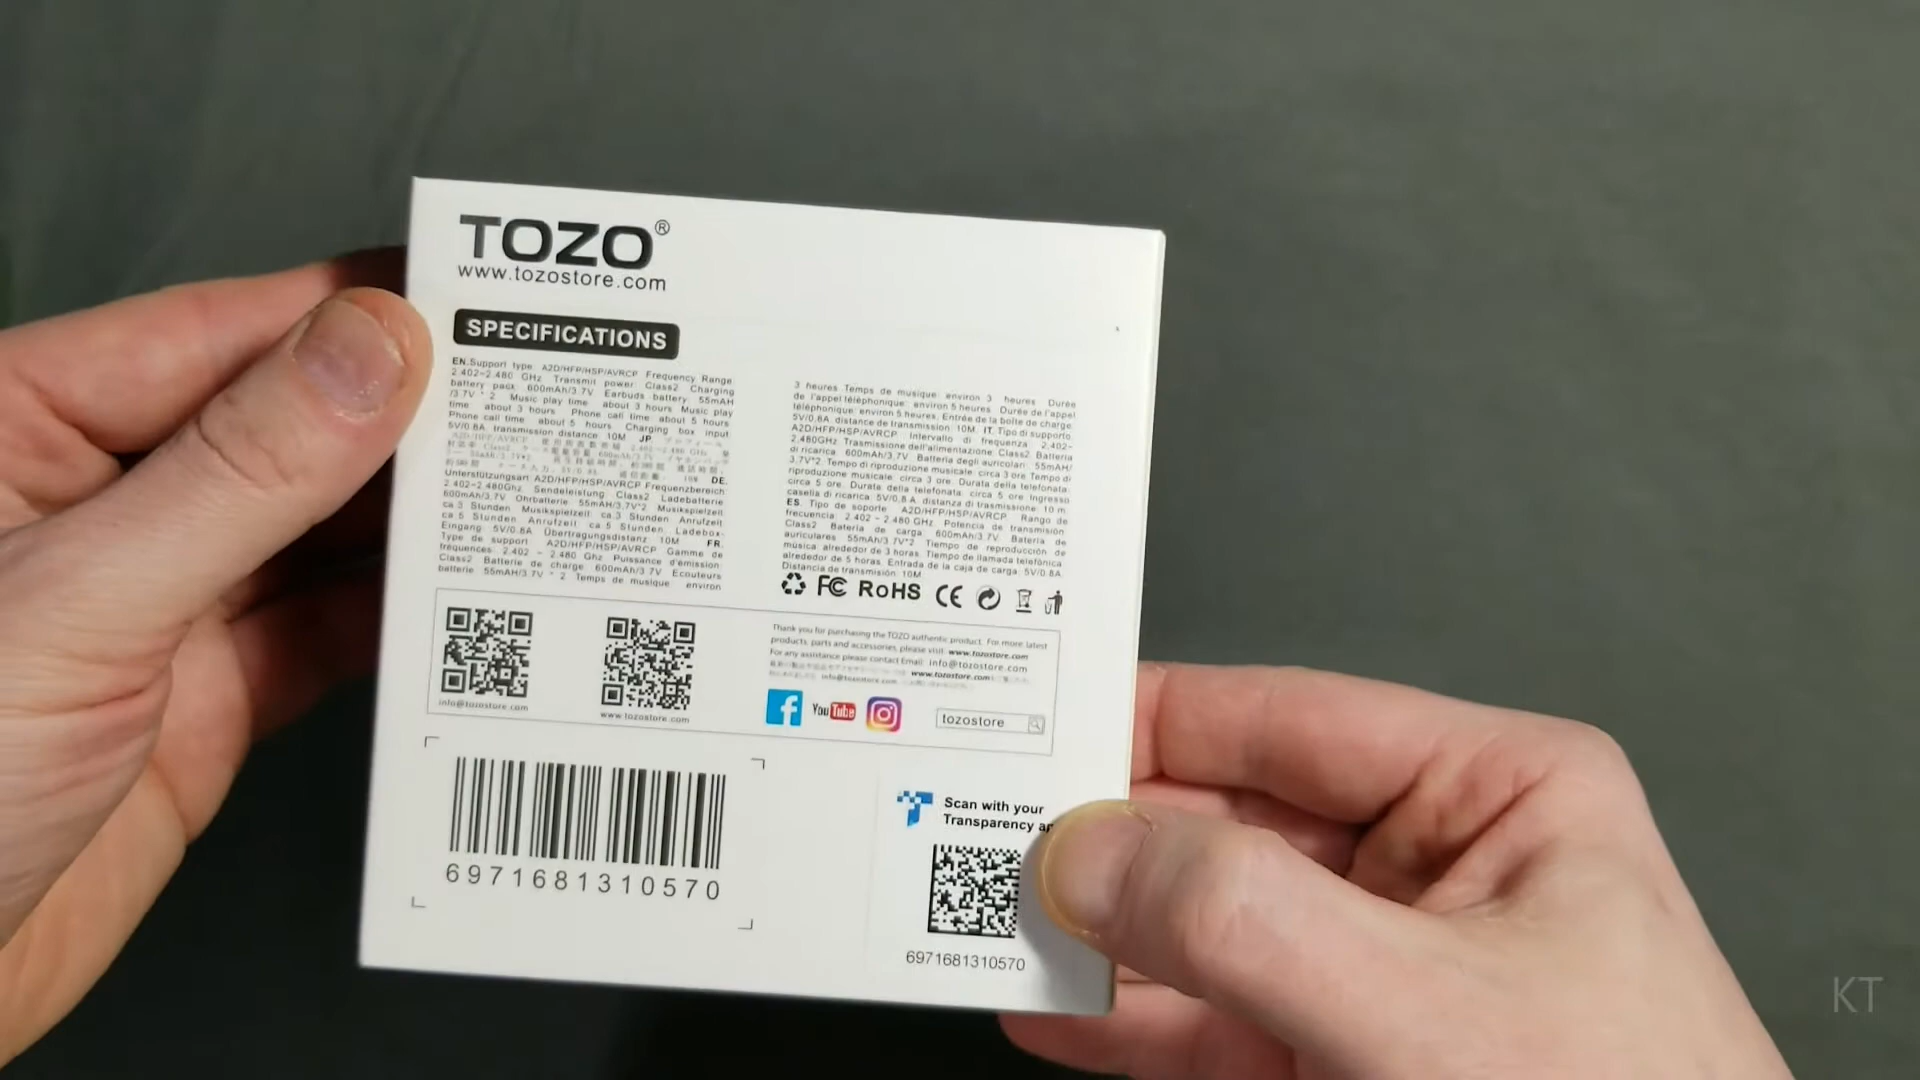 TOZO®
www.tozostore.com
SPECIFICATIONS
EN.Support type: A2D/HFP/HSP/AVRCP Frequency Range
2.402~2.480 GHz Transmit power Class2 Charging
battery pack 600mAh/3.7V Earbuds battery: 55mAH
/3.7V * 2 Music play time about 3 hours Music play
time about 3 hours Phone call time about 5 hours
Phone call time about 5 hours Charging box input
5V/0.8A transmission distance 10M JP.
DE.
Unterstützungsart A2D/HFP/HSP/AVRCP Frequenzbereich
2.402~2.480Ghz Sendeleistung Class2 Ladebatterie
600mAh/3.7V Ohrbatterie 55mAH/3.7V*2 Musikspielzeit
ca.3 Stunden Musikspielzeit ca.3 Stunden Anrufzeit
ca.5 Stunden Anrufzeit ca.5 Stunden Ladebox-
Eingang: 5V/0.8A Übertragungsdistanz 10M FR.
Type de support A2D/HFP/HSP/AVRCP Gamme de
fréquences 2.402 ~ 2.480 Ghz Puissance d'émission:
Class2 Batterie de charge 600mAh/3.7V Ecouteurs
batterie 55mAH/3.7V * 2 Temps de musique environ
3 heures Temps de musique: environ 3 heures Durée
de l'appel téléphonique: environ 5 heures Durée de l'appel
téléphonique: environ 5 heures. Entrée de la boîte de charge
5V/0.8A distance de transmission 10M. IT. Tipo di supporto.
A2D/HFP/HSP/AVRCP Intervallo di frequenza 2.402~
2.480GHz Trasmissione dell'alimentazione Class2. Batteria
di ricarica: 600mAh/3.7V. Batteria degli auricolari: 55mAH/
3.7V*2. Tempo di riproduzione musicale: circa 3 ore Tempo di
riproduzione musicale: circa 3 ore. Durata della telefonata:
circa 5 ore. Durata della telefonata: circa 5 ore Ingresso
casella di ricarica: 5V/0.8 A. distanza di trasmissione: 10 m.
ES. Tipo de soporte A2D/HFP/HSP/AVRCP Rango de
frecuencia: 2.402 ~ 2.480 GHz. Potencia de transmisión
Class2 Batería de carga: 600mAh/3.7V Batería de
auriculares 55mAH/3.7V*2 Tiempo de reproducción de
música: alrededor de 3 horas. Tiempo de llamada telefónica
alrededor de 5 horas. Entrada de la caja de carga: 5V/0.8A.
Distancia de transmisión 10M
FC RoHS CE
info@tozostore.com
www.tozostore.com
Thank you for purchasing the TOZO authentic product. For more latest
products, parts and accessories, please visit: www.tozostore.com
For any assistance please contact Email: info@tozostore.com
www.tozostore.com
info@tozostore.com
f YouTube
tozostore
6971681310570
Scan with your
Transparency
6971681310570
KT